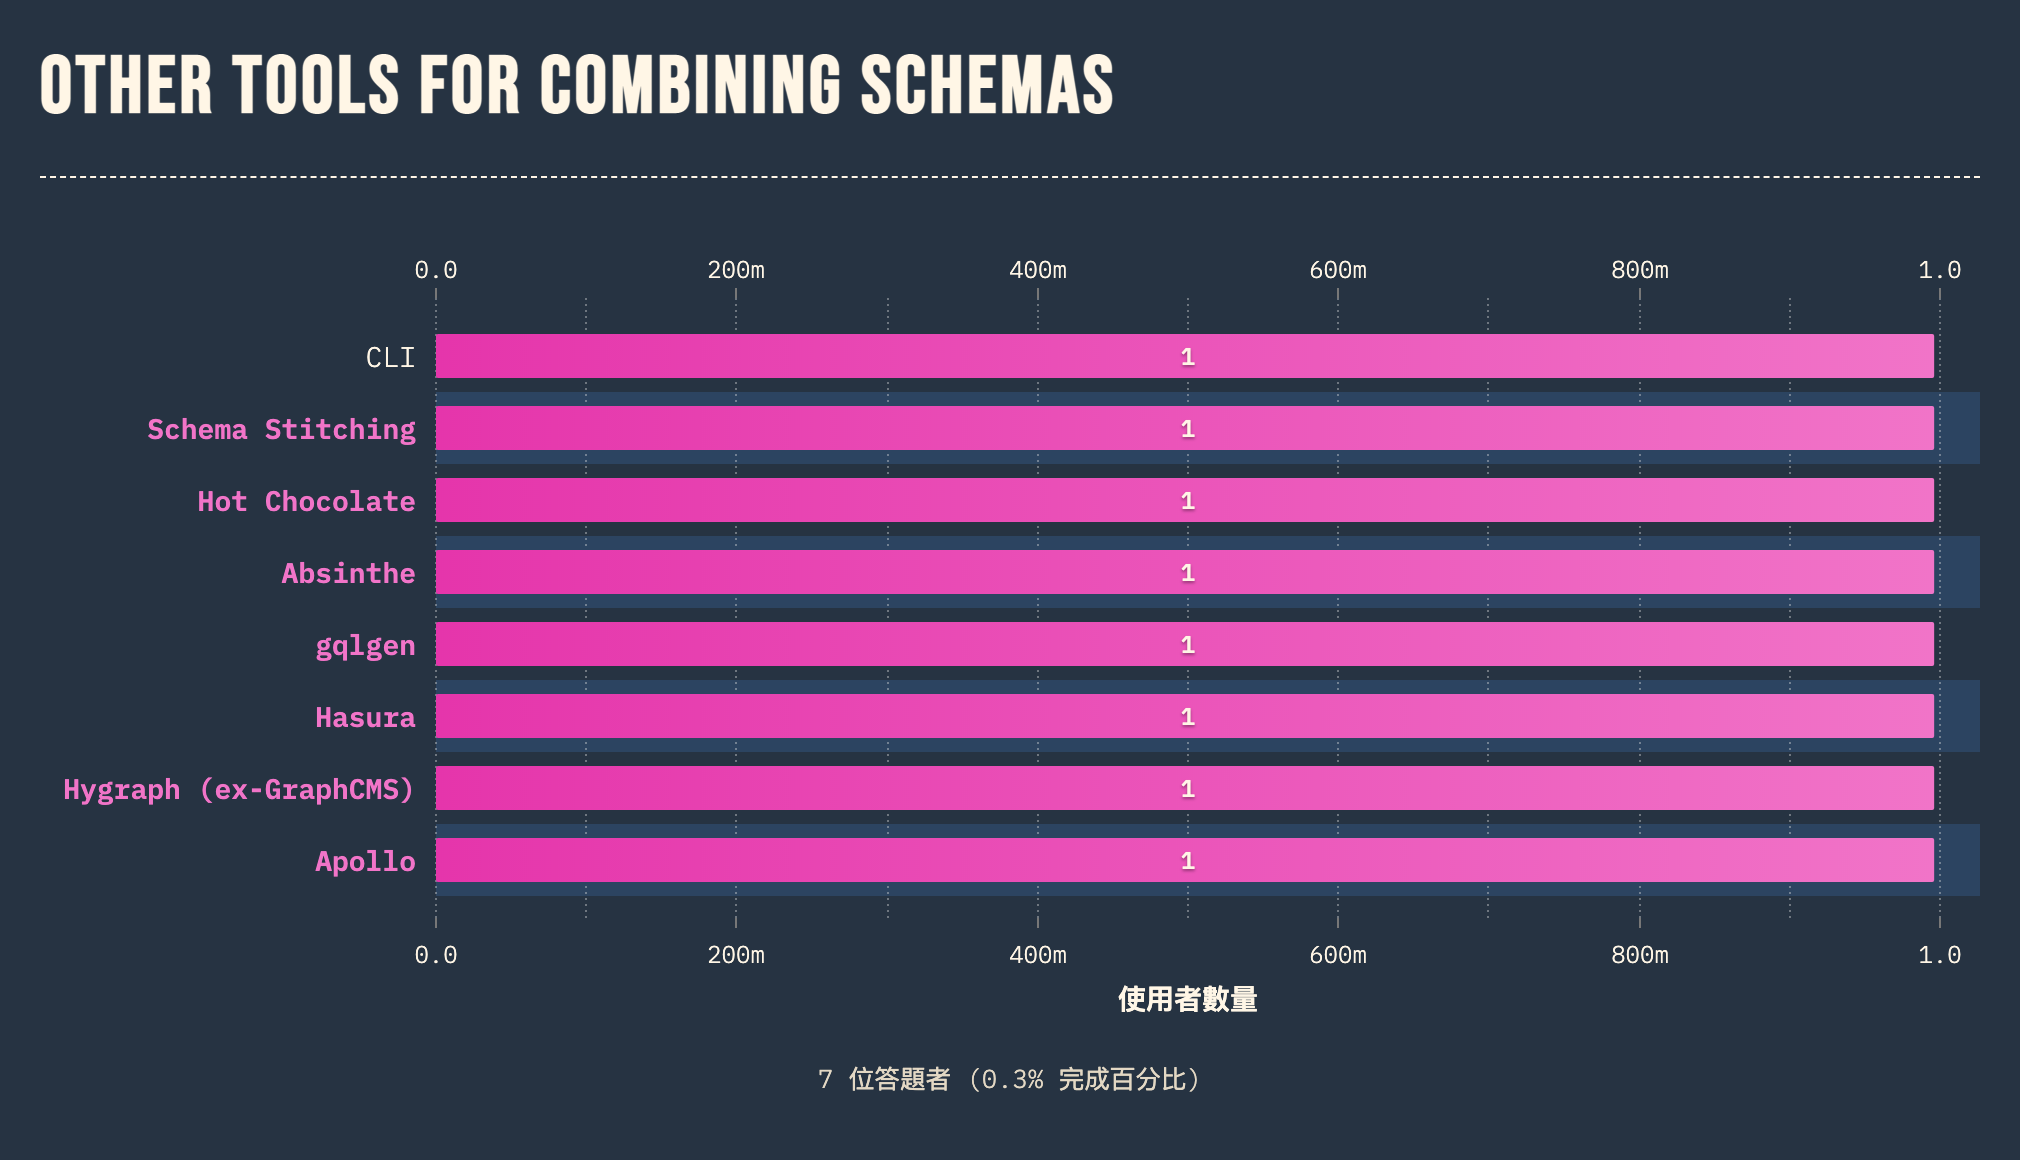 OTHER TOOLS FOR COMBINING SCHEMAS
0.0 200m 400m 600m 800m 1.0
CLI 1
Schema Stitching 1
Hot Chocolate 1
Absinthe 1
gqlgen 1
Hasura 1
Hygraph (ex-GraphCMS) 1
Apollo 1
0.0 200m 400m 600m 800m 1.0
使用者數量
7 位答題者 (0.3% 完成百分比)